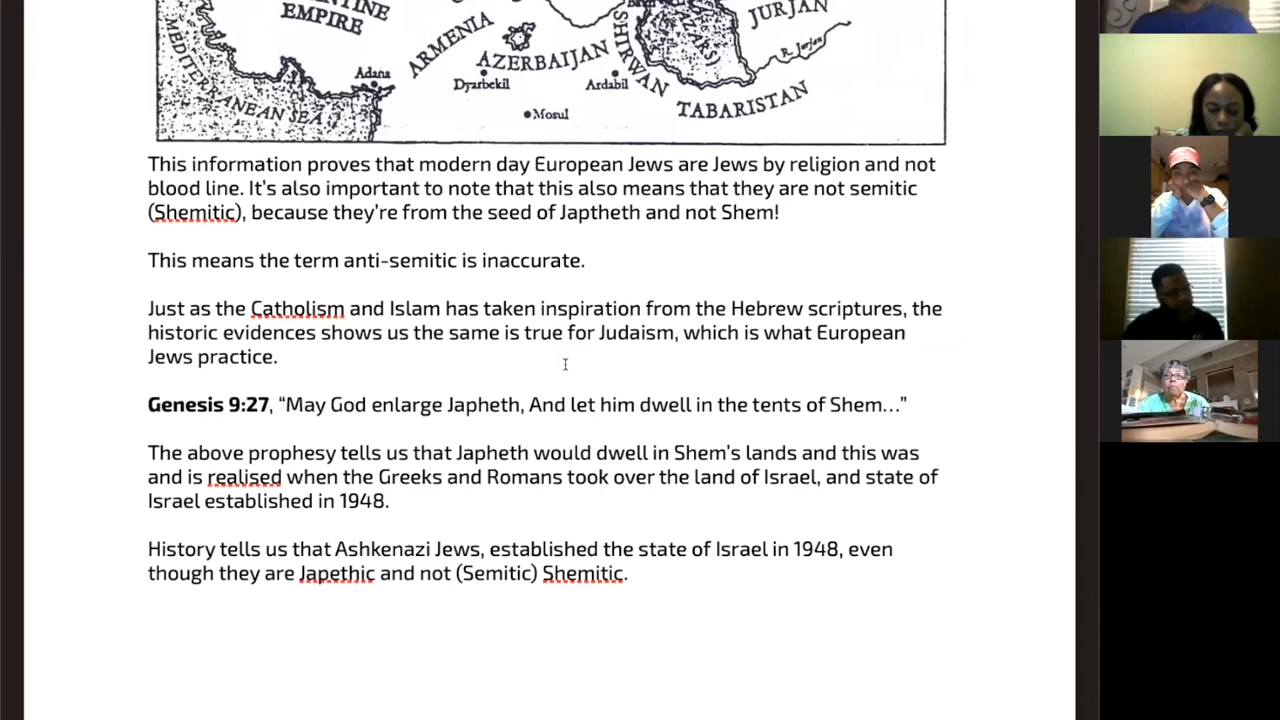 EMPIRE
ARMENIA
AZERBAIJAN
SHIRWAN
JURJAN
R. Jurjan
MEDITERRANEAN SEA
Adana
Dyarbekil
Ardabil
TABARISTAN
Mosul
This information proves that modern day European Jews are Jews by religion and not
blood line. It's also important to note that this also means that they are not semitic
(Shemitic), because they're from the seed of Japtheth and not Shem!
This means the term anti-semitic is inaccurate.
Just as the Catholism and Islam has taken inspiration from the Hebrew scriptures, the
historic evidences shows us the same is true for Judaism, which is what European
Jews practice.
Genesis 9:27, “May God enlarge Japheth, And let him dwell in the tents of Shem…”
The above prophesy tells us that Japheth would dwell in Shem's lands and this was
and is realised when the Greeks and Romans took over the land of Israel, and state of
Israel established in 1948.
History tells us that Ashkenazi Jews, established the state of Israel in 1948, even
though they are Japethic and not (Semitic) Shemitic.